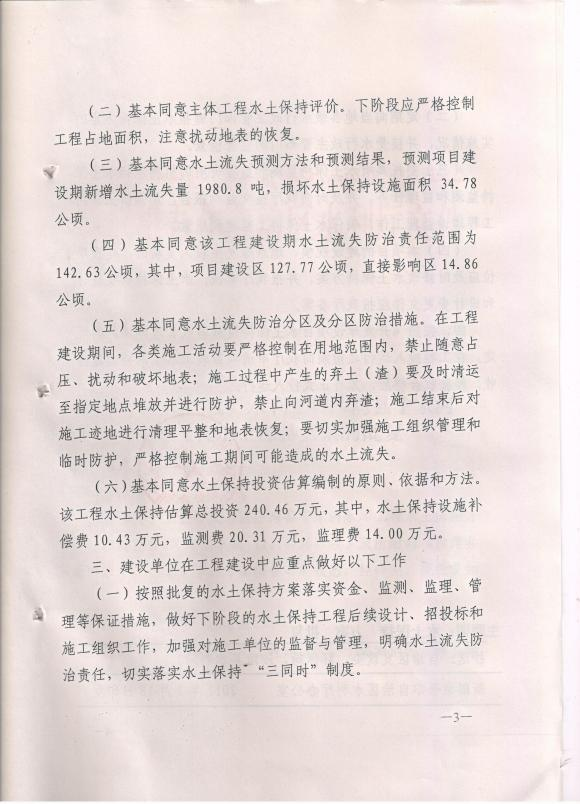 （二）基本同意主体工程水土保持评价。下阶段应严格控制
工程占地面积，注意扰动地表的恢复。
（三）基本同意水土流失预测方法和预测结果，预测项目建
设期新增水土流失量 1980.8 吨，损坏水土保持设施面积 34.78
公顷。
（四）基本同意该工程建设期水土流失防治责任范围为
142.63 公顷，其中，项目建设区 127.77 公顷，直接影响区 14.86
公顷。
（五）基本同意水土流失防治分区及分区防治措施。在工程
建设期间，各类施工活动要严格控制在用地范围内，禁止随意占
压、扰动和破坏地表；施工过程中产生的弃土（渣）要及时清运
至指定地点堆放并进行防护，禁止向河道内弃渣；施工结束后对
施工迹地进行清理平整和地表恢复；要切实加强施工组织管理和
临时防护，严格控制施工期间可能造成的水土流失。
（六）基本同意水土保持投资估算编制的原则、依据和方法。
该工程水土保持估算总投资 240.46 万元，其中，水土保持设施补
偿费 10.43 万元，监测费 20.31 万元，监理费 14.00 万元。
三、建设单位在工程建设中应重点做好以下工作
（一）按照批复的水土保持方案落实资金、监测、监理、管
理等保证措施，做好下阶段的水土保持工程后续设计、招投标和
施工组织工作，加强对施工单位的监督与管理，明确水土流失防
治责任，切实落实水土保持“三同时”制度。
—3—